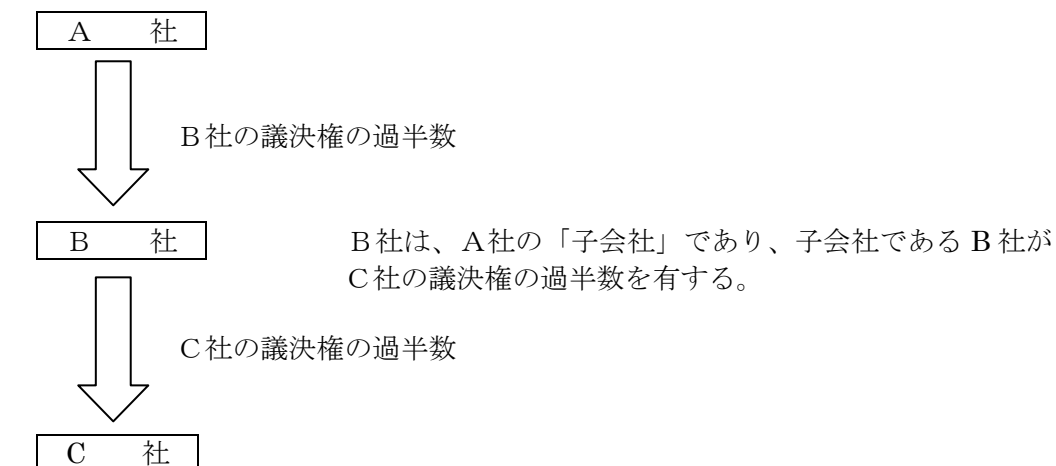 Ａ　　社
Ｂ社の議決権の過半数
Ｂ　　社
Ｂ社は、Ａ社の「子会社」であり、子会社である B 社が
Ｃ社の議決権の過半数を有する。
Ｃ社の議決権の過半数
Ｃ　　社